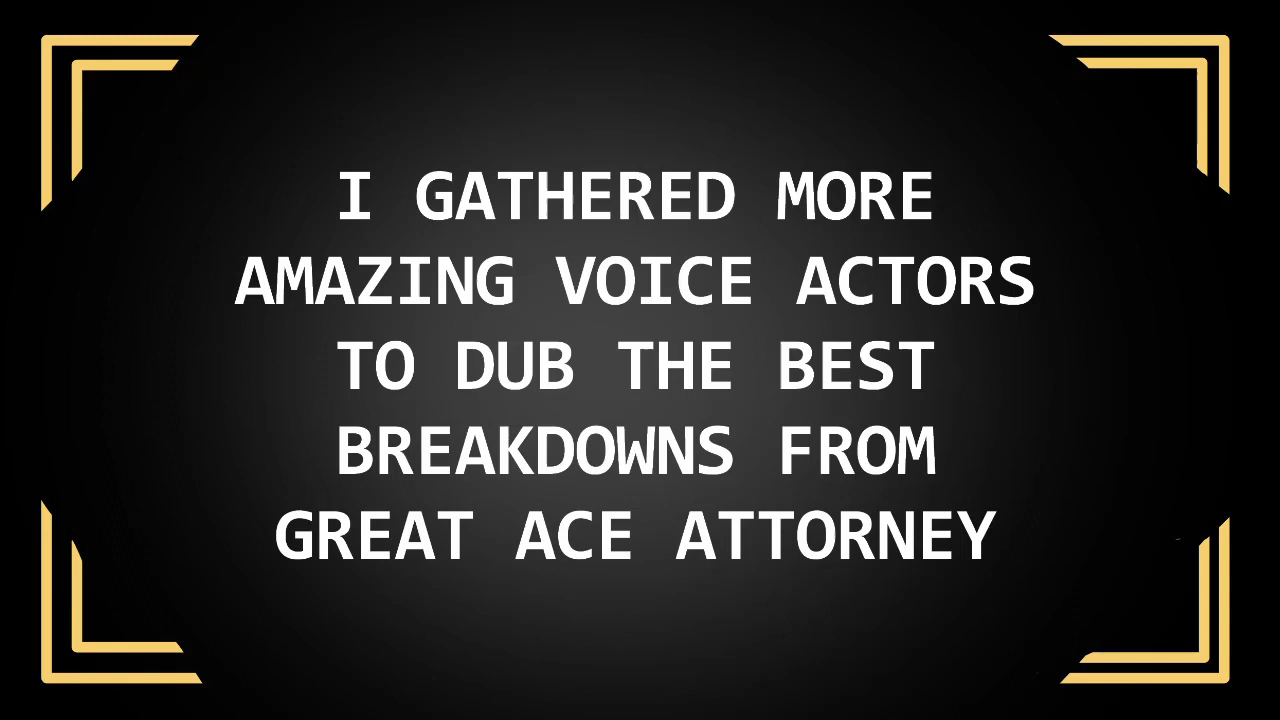 I GATHERED MORE
AMAZING VOICE ACTORS
TO DUB THE BEST
BREAKDOWNS FROM
GREAT ACE ATTORNEY